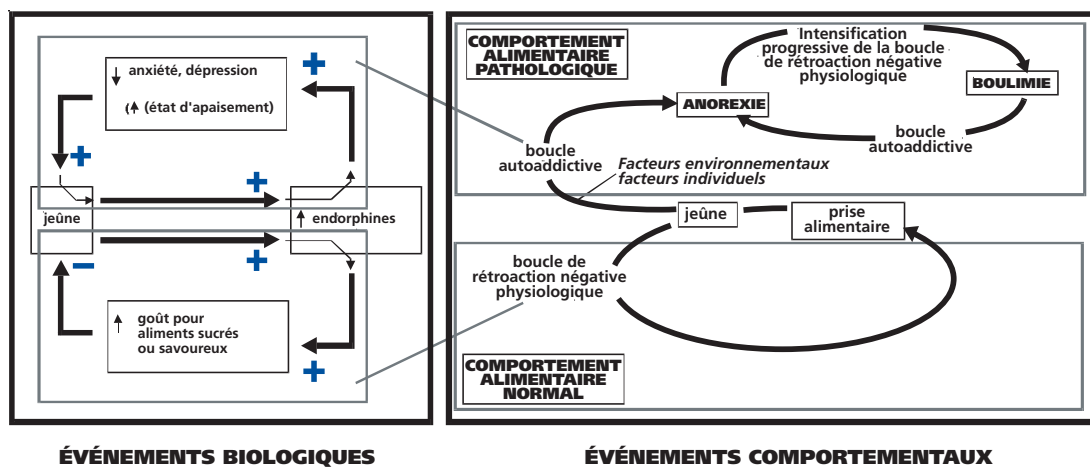 anxiété, dépression
(↑ (état d'apaisement)
+
+
+
+
jeûne
endorphines
+
−
goût pour
aliments sucrés
ou savoureux
+
ÉVÉNEMENTS BIOLOGIQUES
COMPORTEMENT
ALIMENTAIRE
PATHOLOGIQUE
Intensification
progressive de la boucle
de rétroaction négative
physiologique
ANOREXIE
BOULIMIE
boucle
autoaddictive
boucle
autoaddictive
Facteurs environnementaux
facteurs individuels
jeûne
prise
alimentaire
boucle de
rétroaction négative
physiologique
COMPORTEMENT
ALIMENTAIRE
NORMAL
ÉVÉNEMENTS COMPORTEMENTAUX